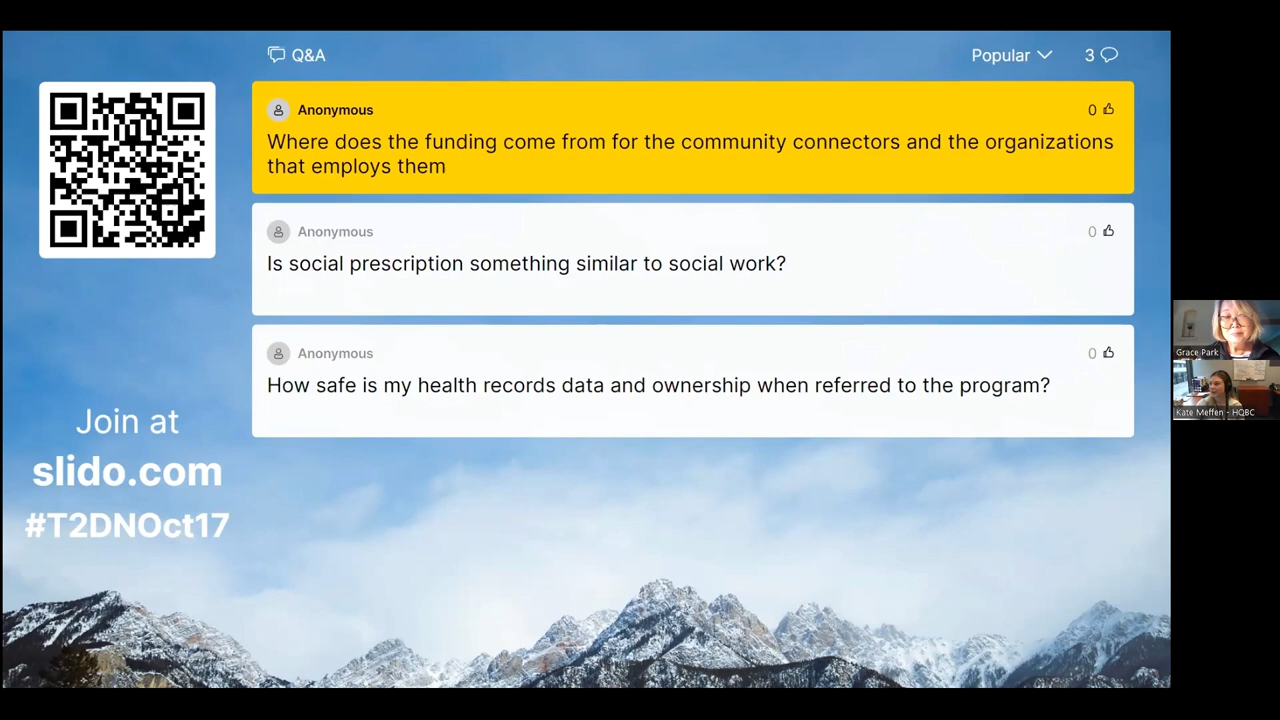 Q&A
Popular
3
Anonymous
0
Where does the funding come from for the community connectors and the organizations
that employs them
Anonymous
0
Is social prescription something similar to social work?
Anonymous
0
How safe is my health records data and ownership when referred to the program?
Join at
slido.com
#T2DNOct17
Grace Park
Kate Meffen - HQBC